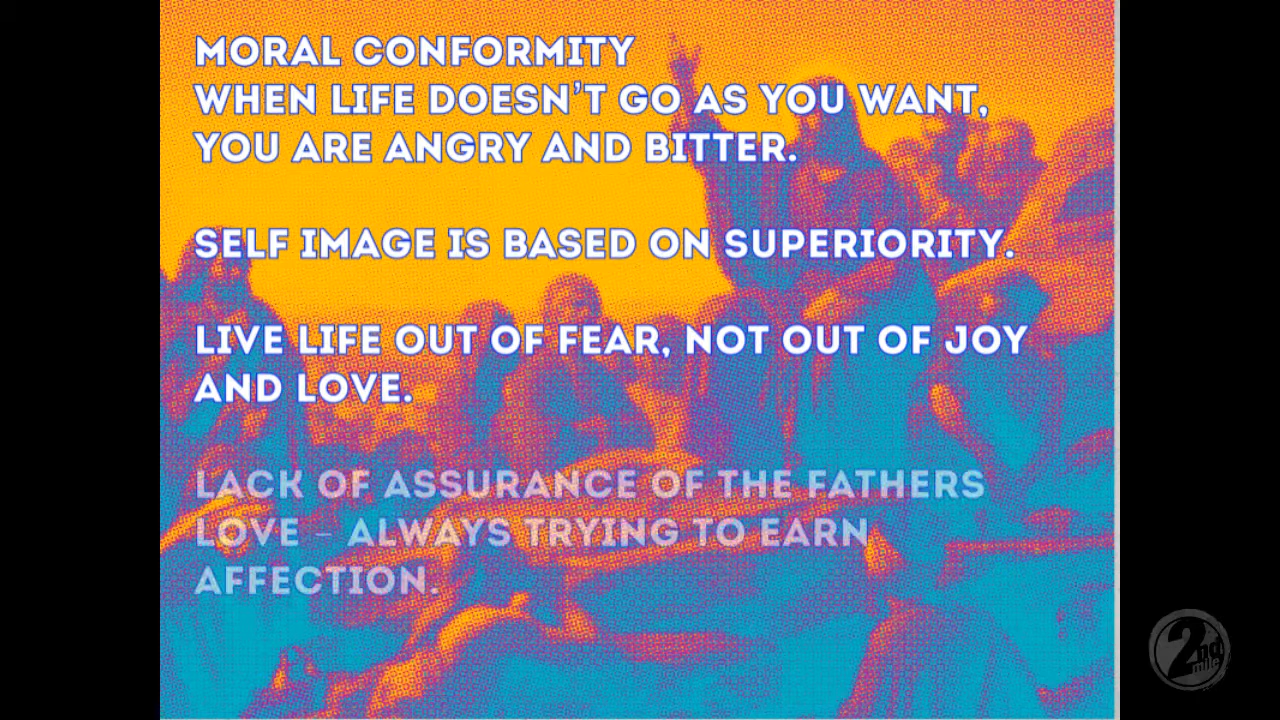 MORAL CONFORMITY
WHEN LIFE DOESN'T GO AS YOU WANT,
YOU ARE ANGRY AND BITTER.
SELF IMAGE IS BASED ON SUPERIORITY.
LIVE LIFE OUT OF FEAR, NOT OUT OF JOY
AND LOVE.
LACK OF ASSURANCE OF THE FATHERS
LOVE – ALWAYS TRYING TO EARN
AFFECTION.
2nd
mile